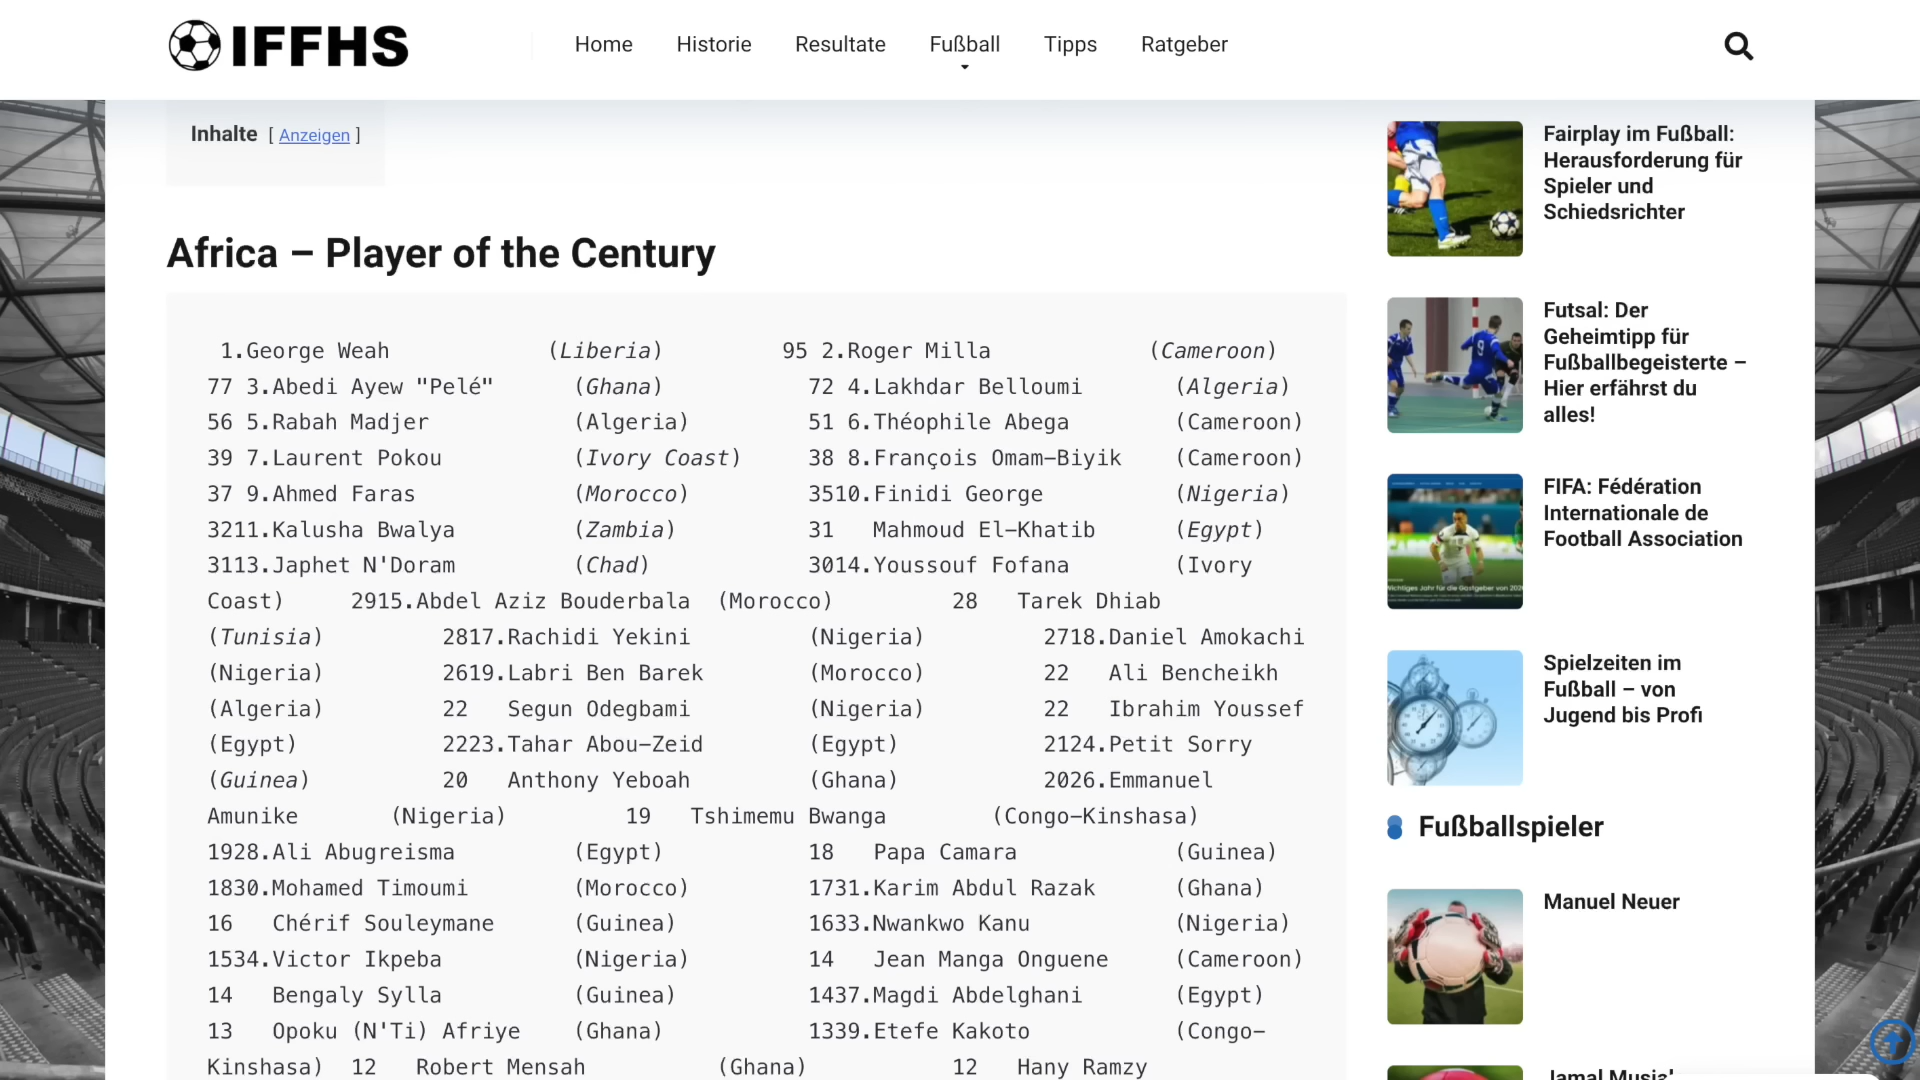 IFFHS
Home Historie Resultate Fußball Tipps Ratgeber
Inhalte [ Anzeigen ]
Africa – Player of the Century
1.George Weah (Liberia) 95 2.Roger Milla (Cameroon)
77 3.Abedi Ayew "Pelé" (Ghana) 72 4.Lakhdar Belloumi (Algeria)
56 5.Rabah Madjer (Algeria) 51 6.Théophile Abega (Cameroon)
39 7.Laurent Pokou (Ivory Coast) 38 8.François Omam-Biyik (Cameroon)
37 9.Ahmed Faras (Morocco) 3510.Finidi George (Nigeria)
3211.Kalusha Bwalya (Zambia) 31 Mahmoud El-Khatib (Egypt)
3113.Japhet N'Doram (Chad) 3014.Youssouf Fofana (Ivory
Coast) 2915.Abdel Aziz Bouderbala (Morocco) 28 Tarek Dhiab
(Tunisia) 2817.Rachidi Yekini (Nigeria) 2718.Daniel Amokachi
(Nigeria) 2619.Labri Ben Barek (Morocco) 22 Ali Bencheikh
(Algeria) 22 Segun Odegbami (Nigeria) 22 Ibrahim Youssef
(Egypt) 2223.Tahar Abou-Zeid (Egypt) 2124.Petit Sorry
(Guinea) 20 Anthony Yeboah (Ghana) 2026.Emmanuel
Amunike (Nigeria) 19 Tshimemu Bwanga (Congo-Kinshasa)
1928.Ali Abugreisma (Egypt) 18 Papa Camara (Guinea)
1830.Mohamed Timoumi (Morocco) 1731.Karim Abdul Razak (Ghana)
16 Chérif Souleymane (Guinea) 1633.Nwankwo Kanu (Nigeria)
1534.Victor Ikpeba (Nigeria) 14 Jean Manga Onguene (Cameroon)
14 Bengaly Sylla (Guinea) 1437.Magdi Abdelghani (Egypt)
13 Opoku (N'Ti) Afriye (Ghana) 1339.Etefe Kakoto (Congo-
Kinshasa) 12 Robert Mensah (Ghana) 12 Hany Ramzy
Fairplay im Fußball:
Herausforderung für
Spieler und
Schiedsrichter
Futsal: Der
Geheimtipp für
Fußballbegeisterte –
Hier erfährst du
alles!
FIFA: Fédération
Internationale de
Football Association
Spielzeiten im
Fußball – von
Jugend bis Profi
Fußballspieler
Manuel Neuer